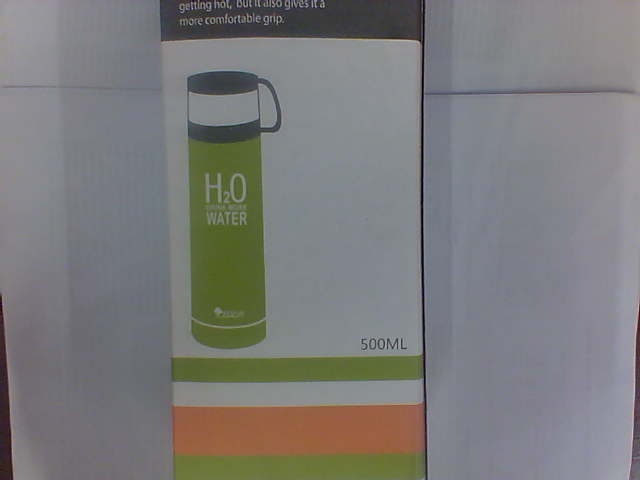 getting hot, but it also gives it a
more comfortable grip.
H2O
WATER
500ML